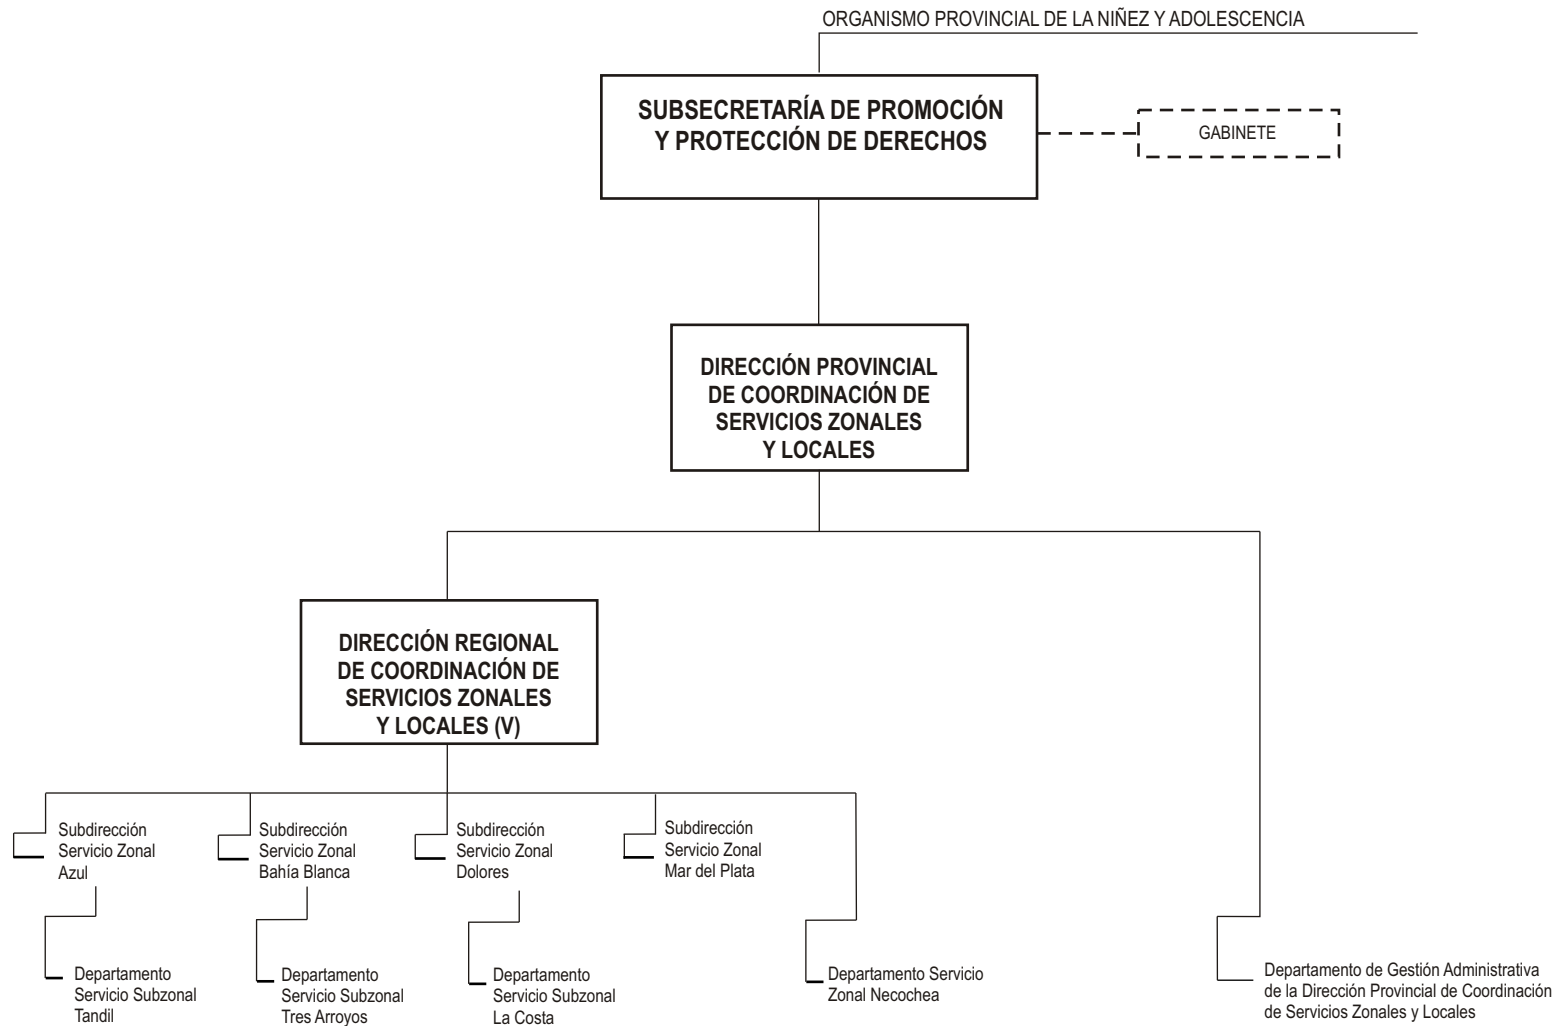 ORGANISMO PROVINCIAL DE LA NIÑEZ Y ADOLESCENCIA
SUBSECRETARÍA DE PROMOCIÓN
Y PROTECCIÓN DE DERECHOS
GABINETE
DIRECCIÓN PROVINCIAL
DE COORDINACIÓN DE
SERVICIOS ZONALES
Y LOCALES
DIRECCIÓN REGIONAL
DE COORDINACIÓN DE
SERVICIOS ZONALES
Y LOCALES (V)
Subdirección
Servicio Zonal
Azul
Subdirección
Servicio Zonal
Bahía Blanca
Subdirección
Servicio Zonal
Dolores
Subdirección
Servicio Zonal
Mar del Plata
Departamento
Servicio Subzonal
Tandil
Departamento
Servicio Subzonal
Tres Arroyos
Departamento
Servicio Subzonal
La Costa
Departamento Servicio
Zonal Necochea
Departamento de Gestión Administrativa
de la Dirección Provincial de Coordinación
de Servicios Zonales y Locales